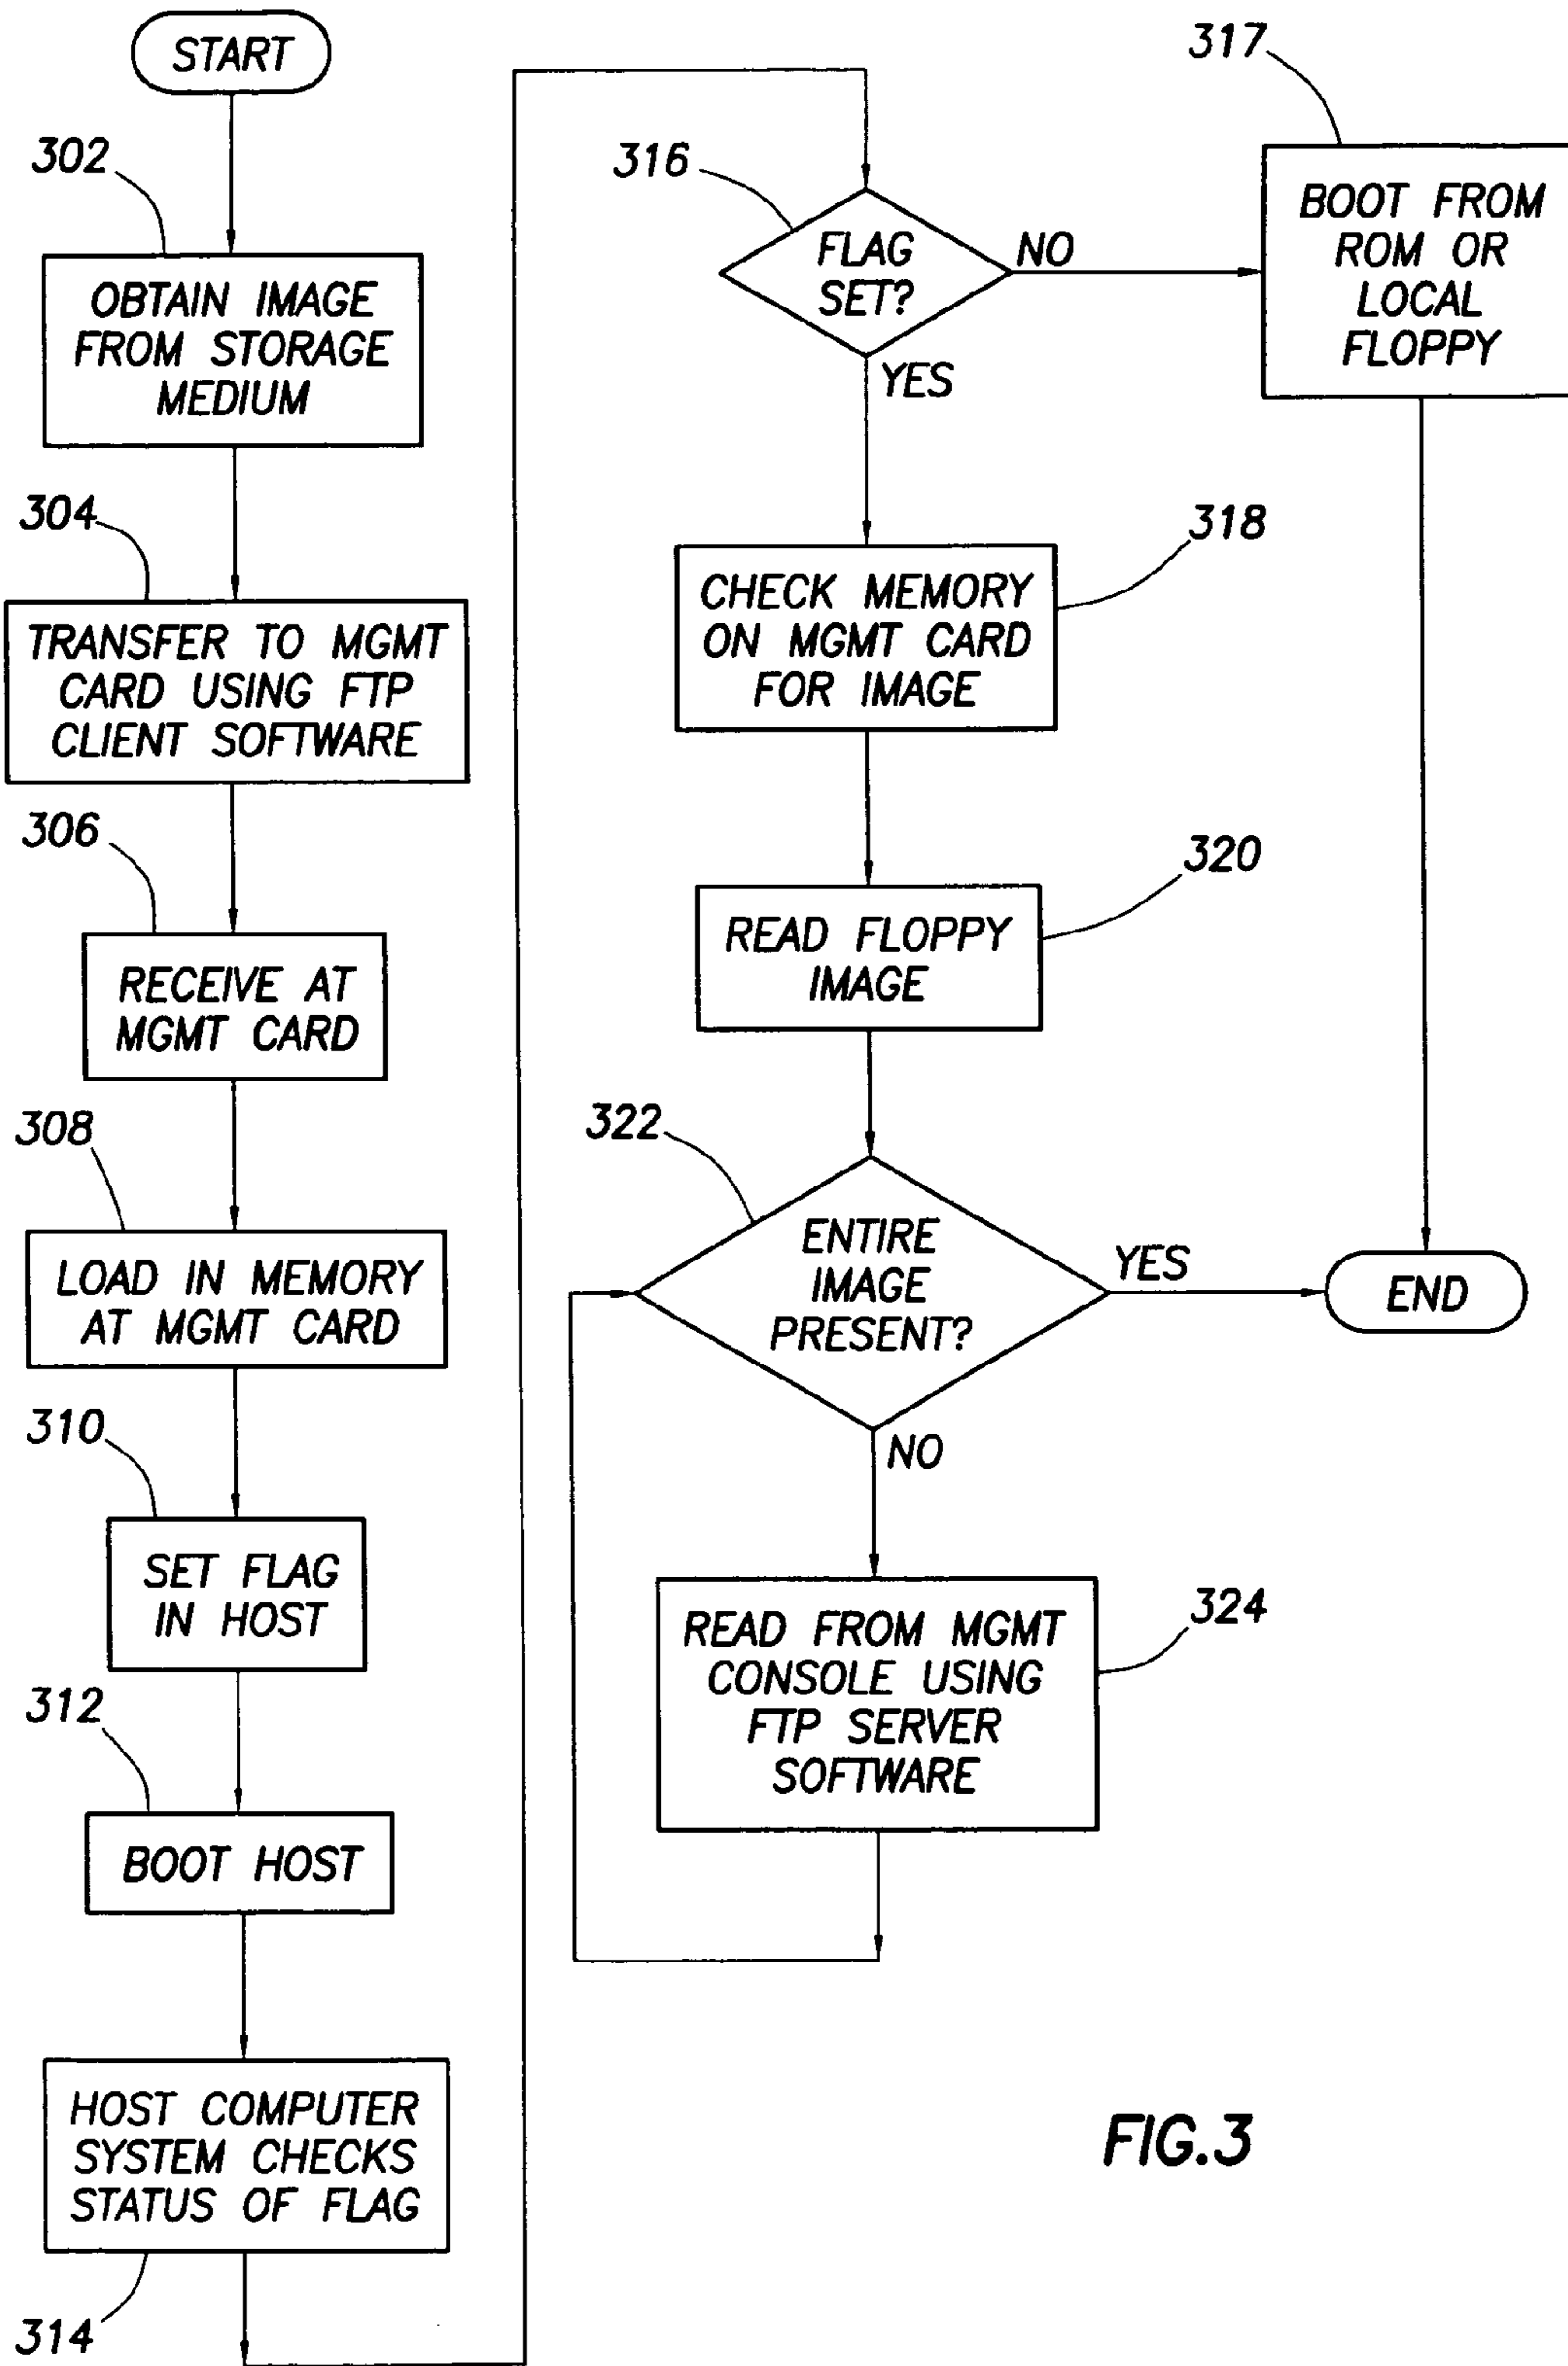 START
302
OBTAIN IMAGE
FROM STORAGE
MEDIUM
304
TRANSFER TO MGMT
CARD USING FTP
CLIENT SOFTWARE
306
RECEIVE AT
MGMT CARD
308
LOAD IN MEMORY
AT MGMT CARD
310
SET FLAG
IN HOST
312
BOOT HOST
HOST COMPUTER
SYSTEM CHECKS
STATUS OF FLAG
314
316
FLAG
SET?
NO
YES
317
BOOT FROM
ROM OR
LOCAL
FLOPPY
318
CHECK MEMORY
ON MGMT CARD
FOR IMAGE
320
READ FLOPPY
IMAGE
322
ENTIRE
IMAGE
PRESENT?
YES
END
NO
324
READ FROM MGMT
CONSOLE USING
FTP SERVER
SOFTWARE
FIG.3